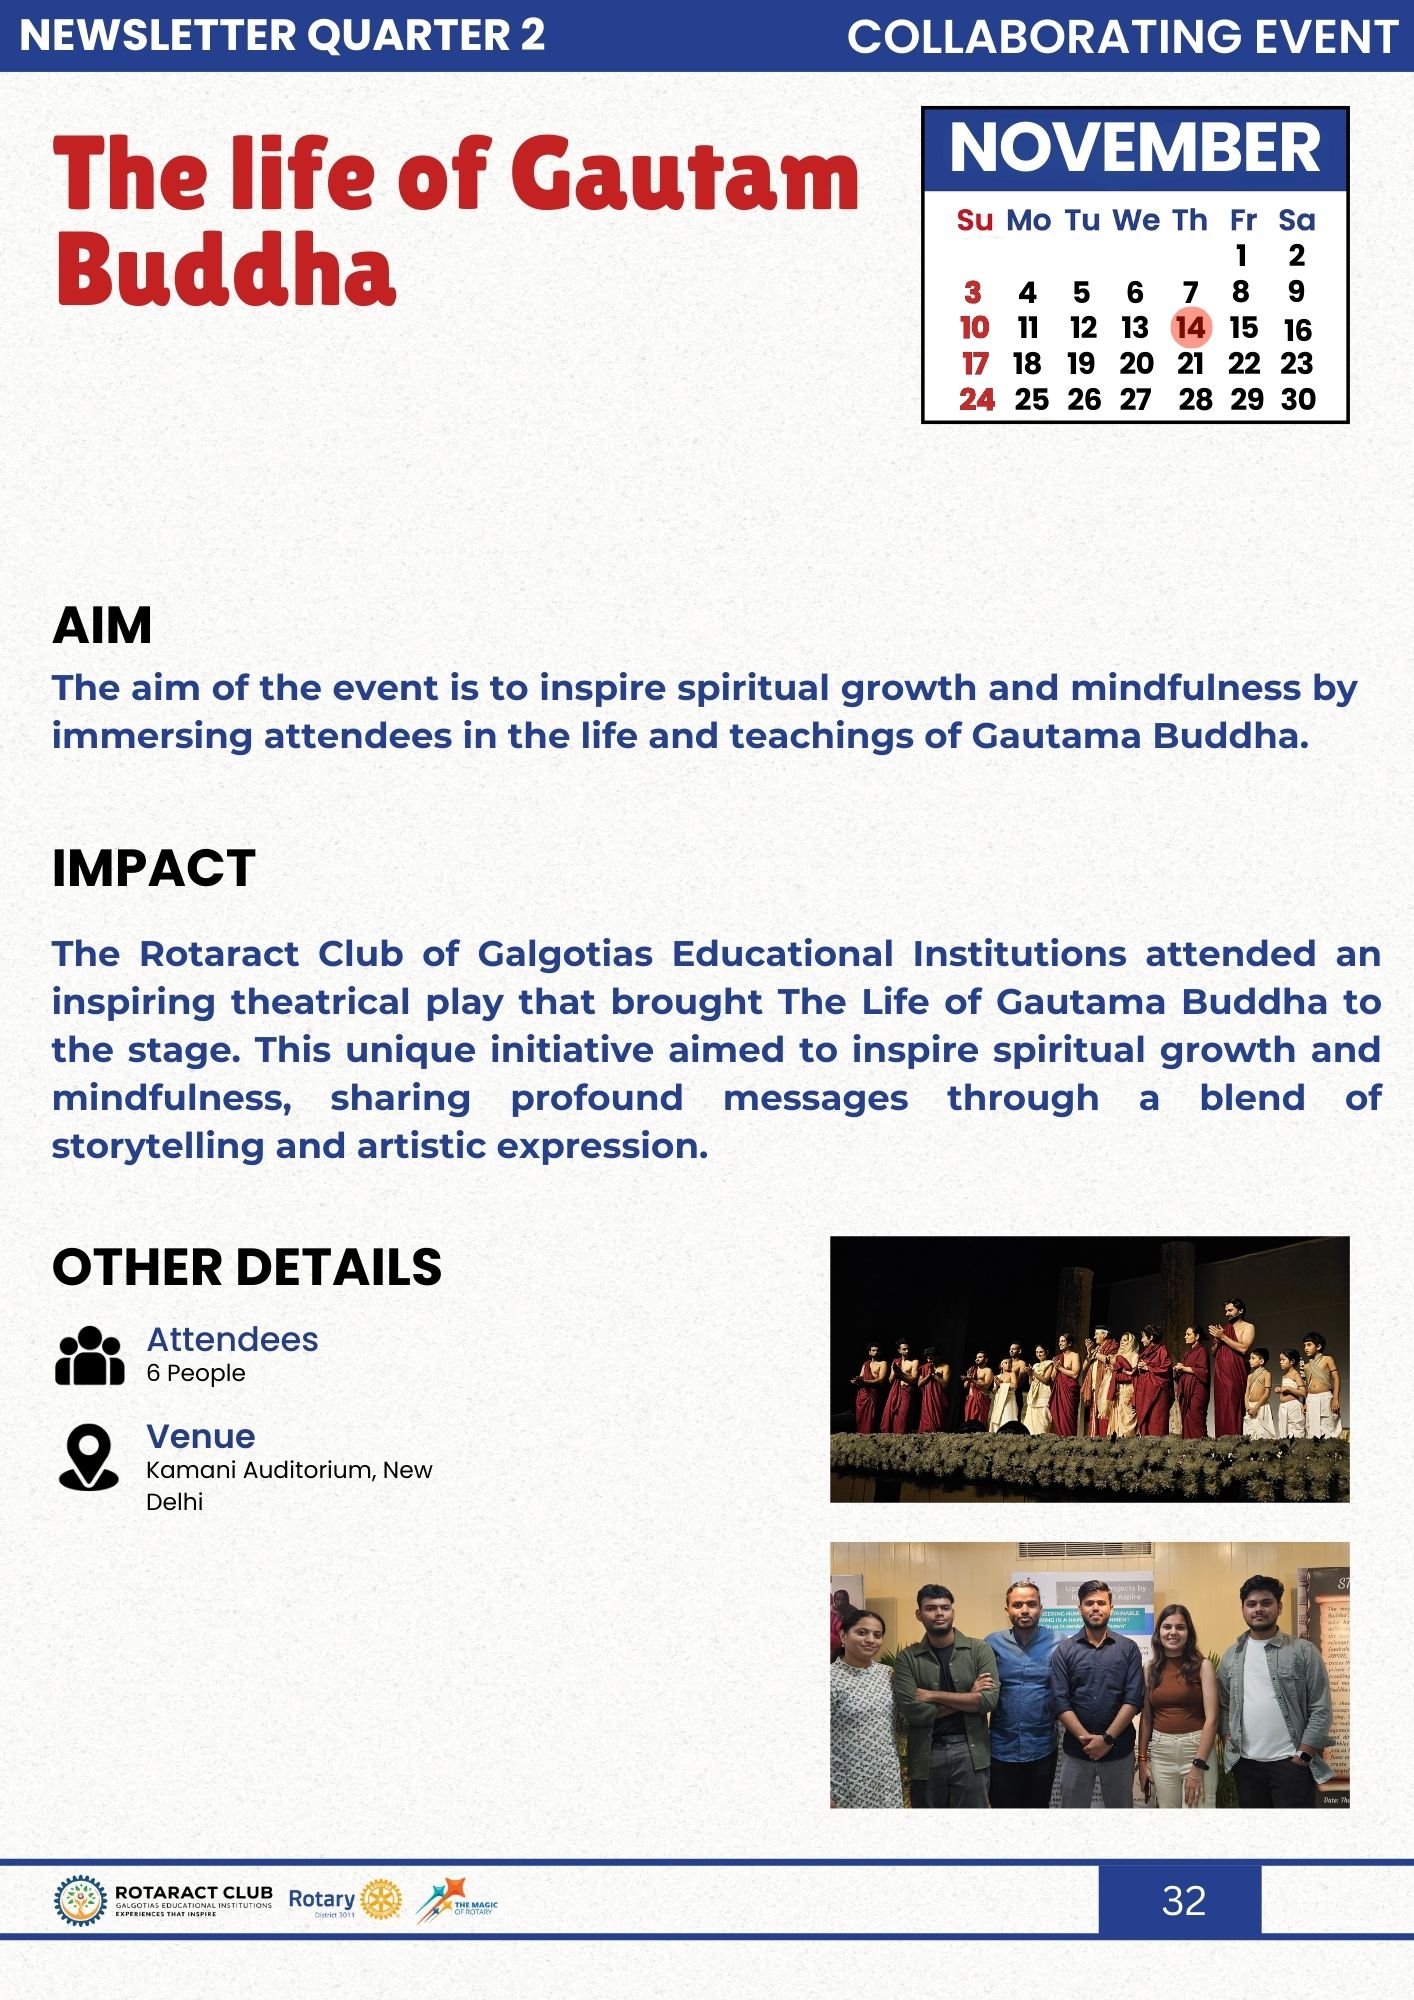 NEWSLETTER QUARTER 2
COLLABORATING EVENT
The life of Gautam
Buddha
NOVEMBER
Su Mo Tu We Th Fr Sa
1 2
3 4 5 6 7 8 9
10 11 12 13 14 15 16
17 18 19 20 21 22 23
24 25 26 27 28 29 30
AIM
The aim of the event is to inspire spiritual growth and mindfulness by
immersing attendees in the life and teachings of Gautama Buddha.
IMPACT
The Rotaract Club of Galgotias Educational Institutions attended an
inspiring theatrical play that brought The Life of Gautama Buddha to
the stage. This unique initiative aimed to inspire spiritual growth and
mindfulness, sharing profound messages through a blend of
storytelling and artistic expression.
OTHER DETAILS
Attendees
6 People
Venue
Kamani Auditorium, New
Delhi
ROTARACT CLUB
GALGOTIAS EDUCATIONAL INSTITUTIONS
EXPERIENCES THAT INSPIRE
Rotary
District 3011
THE MAGIC
OF ROTARY
32